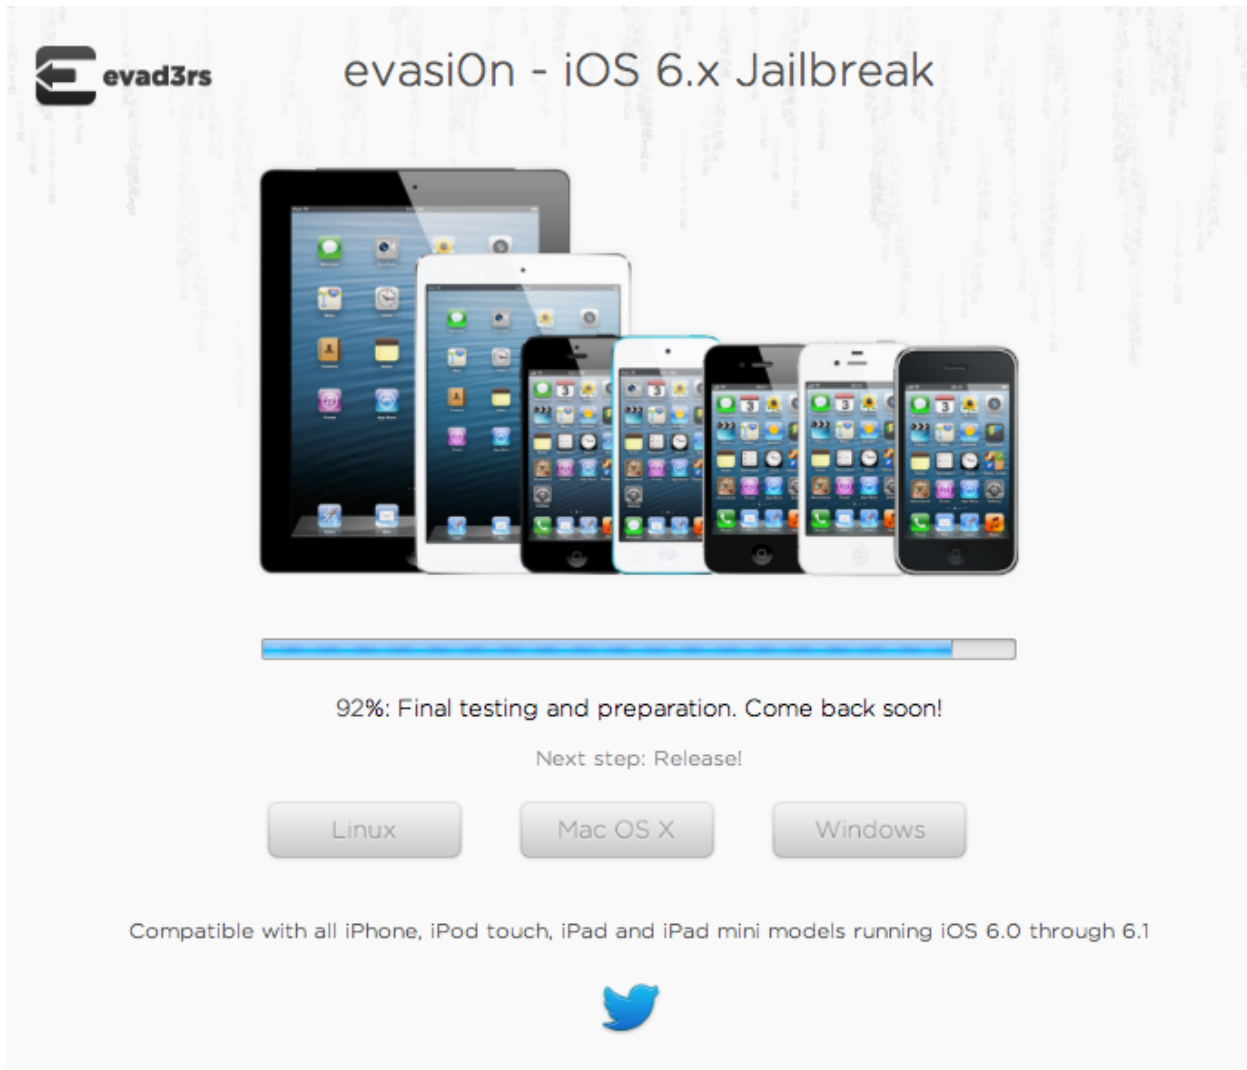 evad3rs
evasi0n - iOS 6.x Jailbreak
92%: Final testing and preparation. Come back soon!
Next step: Release!
Linux
Mac OS X
Windows
Compatible with all iPhone, iPod touch, iPad and iPad mini models running iOS 6.0 through 6.1